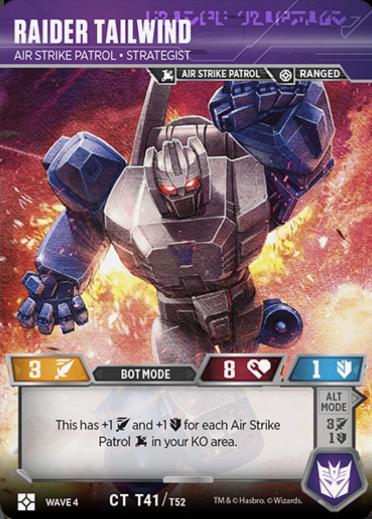 RAIDER TAILWIND
AIR STRIKE PATROL • STRATEGIST
AIR STRIKE PATROL RANGED
3 BOT MODE 8 1
This has +1 and +1 for each Air Strike
Patrol in your KO area.
ALT
MODE
3
1
WAVE 4 CT T41/T52 TM & © Hasbro. © Wizards.